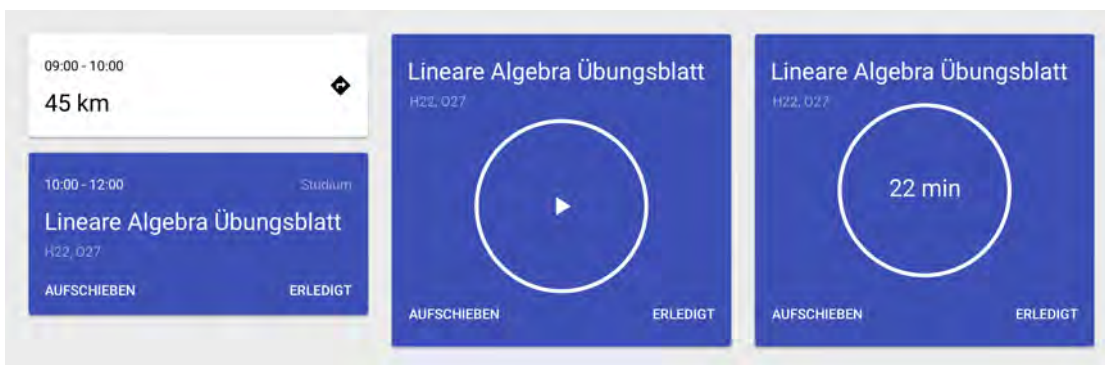 09:00 - 10:00
45 km
10:00 - 12:00 Studium
Lineare Algebra Übungsblatt
H22, O27
AUFSCHIEBEN ERLEDIGT
Lineare Algebra Übungsblatt
H22, O27
AUFSCHIEBEN ERLEDIGT
Lineare Algebra Übungsblatt
H22, O27
22 min
AUFSCHIEBEN ERLEDIGT